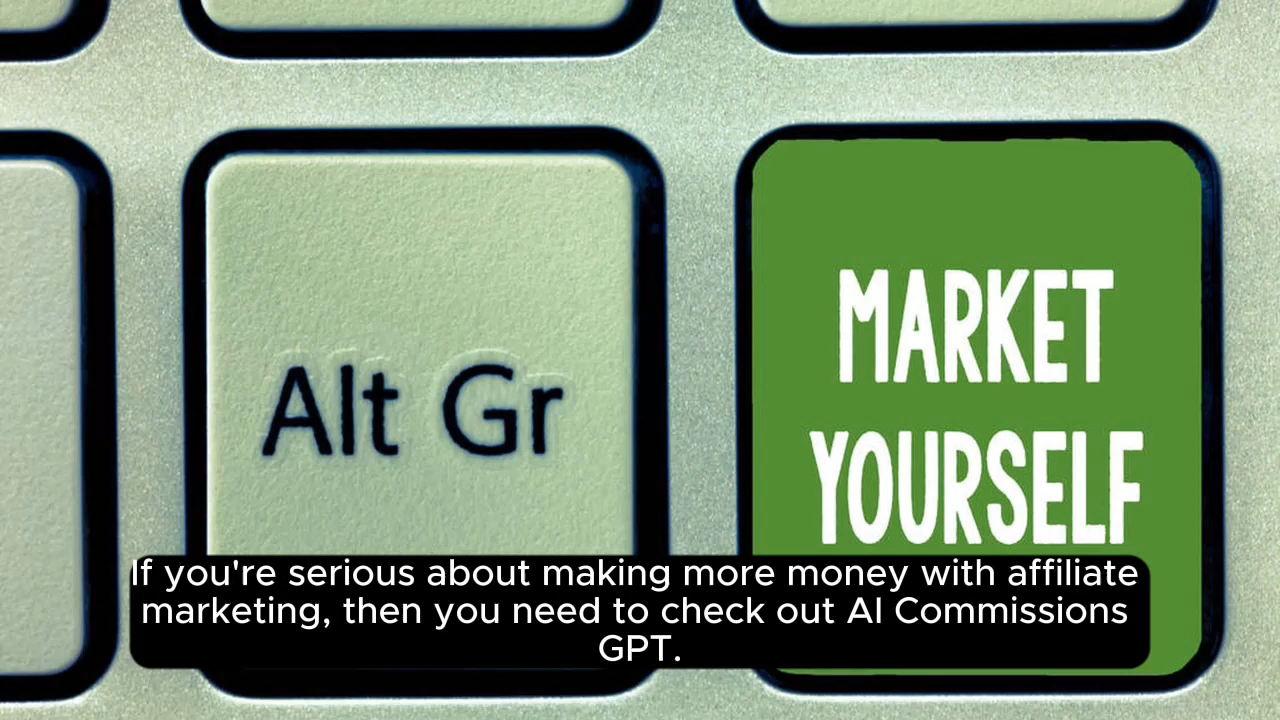 Alt Gr
MARKET
YOURSELF
If you're serious about making more money with affiliate
marketing, then you need to check out AI Commissions
GPT.